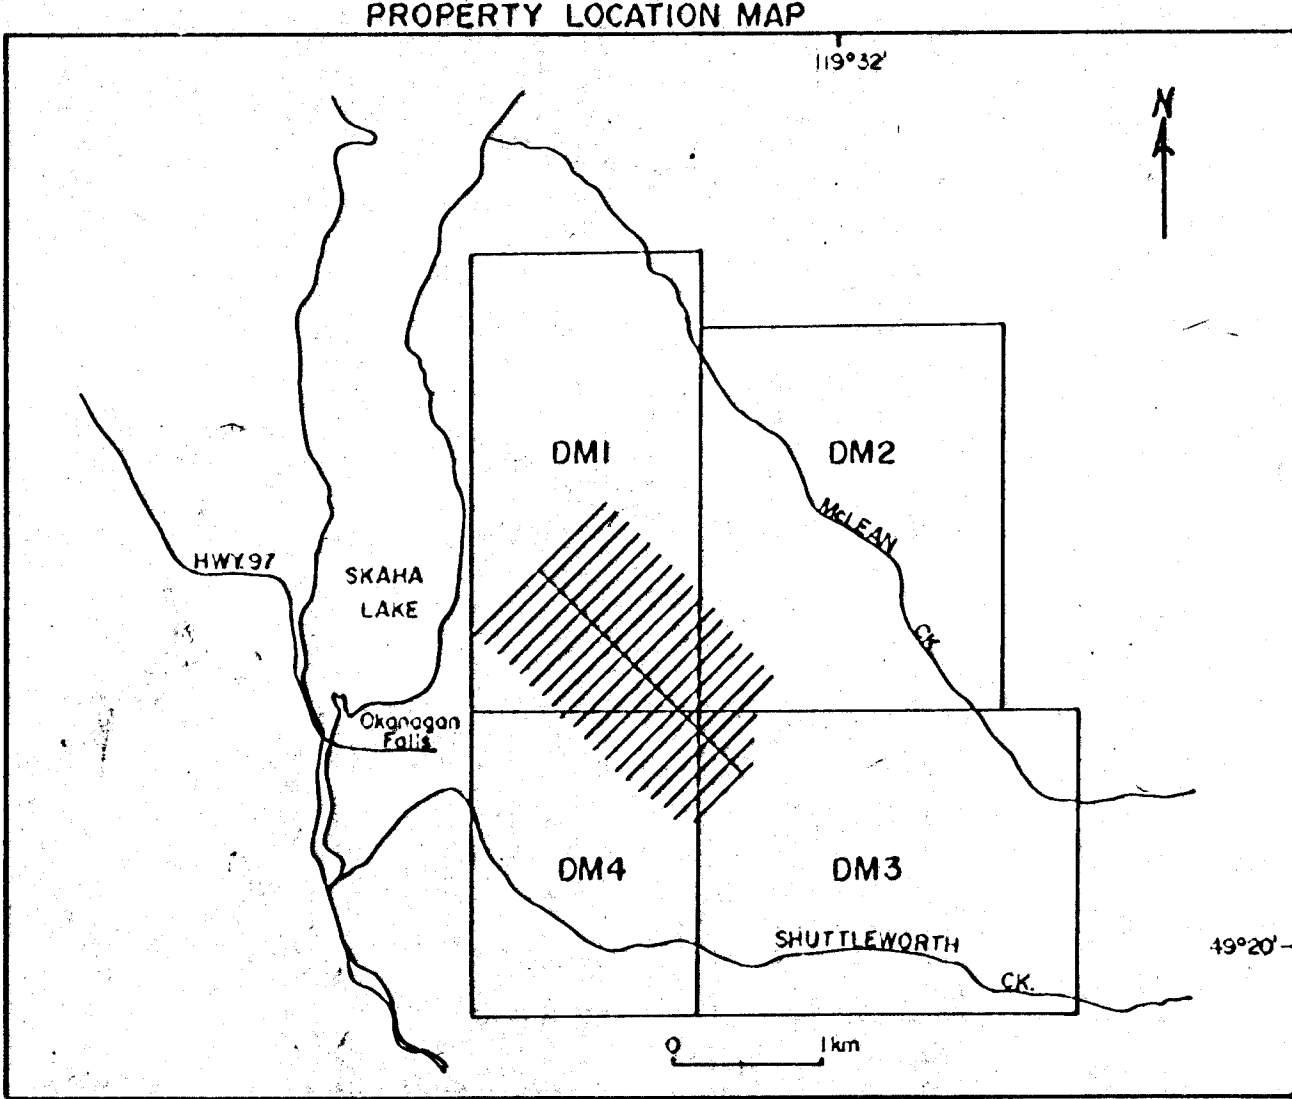 PROPERTY LOCATION MAP
119°32'
N
DM1
DM2
McLEAN
HWY.97
SKAHA
LAKE
CK.
Okanagan
Falls
DM4
DM3
SHUTTLEWORTH
49°20'
CK.
0 1km